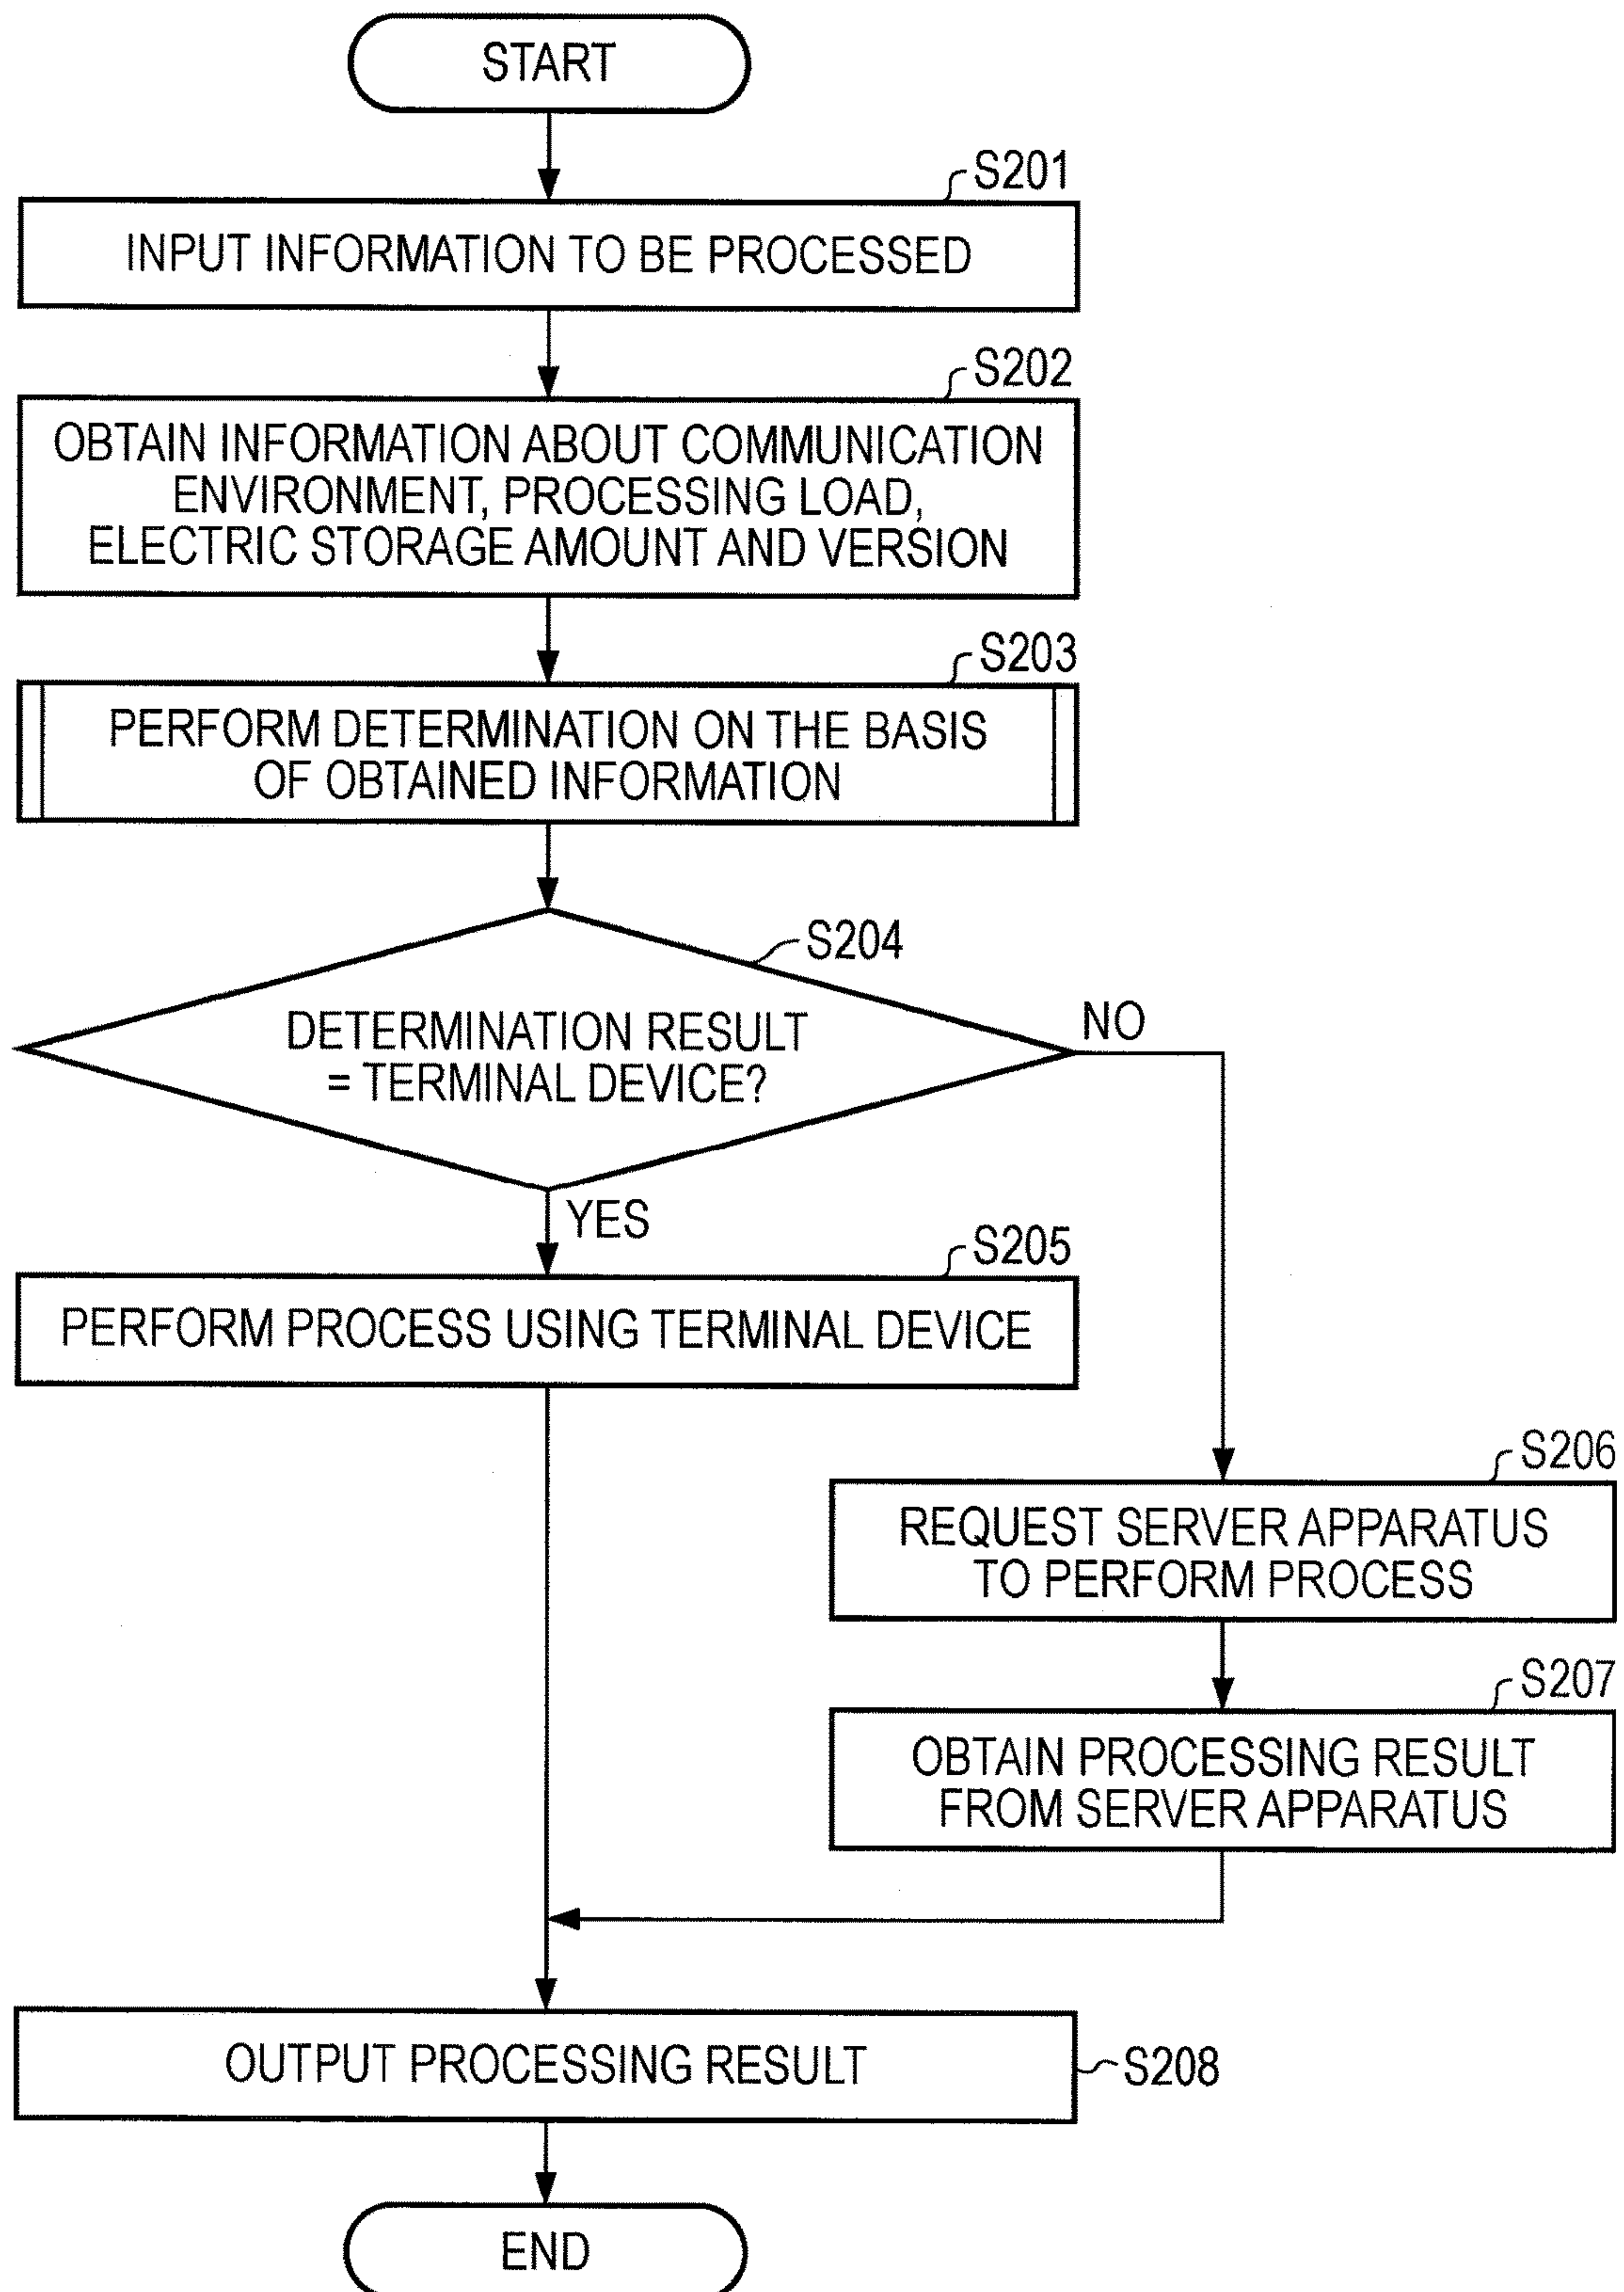 START
S201
INPUT INFORMATION TO BE PROCESSED
S202
OBTAIN INFORMATION ABOUT COMMUNICATION
ENVIRONMENT, PROCESSING LOAD,
ELECTRIC STORAGE AMOUNT AND VERSION
S203
PERFORM DETERMINATION ON THE BASIS
OF OBTAINED INFORMATION
S204
DETERMINATION RESULT
= TERMINAL DEVICE?
NO
YES
S205
PERFORM PROCESS USING TERMINAL DEVICE
S206
REQUEST SERVER APPARATUS
TO PERFORM PROCESS
S207
OBTAIN PROCESSING RESULT
FROM SERVER APPARATUS
OUTPUT PROCESSING RESULT
S208
END